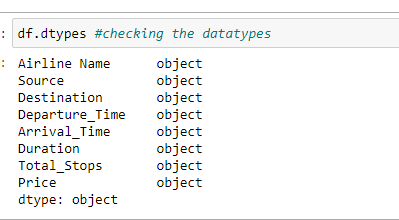 : df.dtypes #checking the datatypes
: Airline Name object
Source object
Destination object
Departure_Time object
Arrival_Time object
Duration object
Total_Stops object
Price object
dtype: object